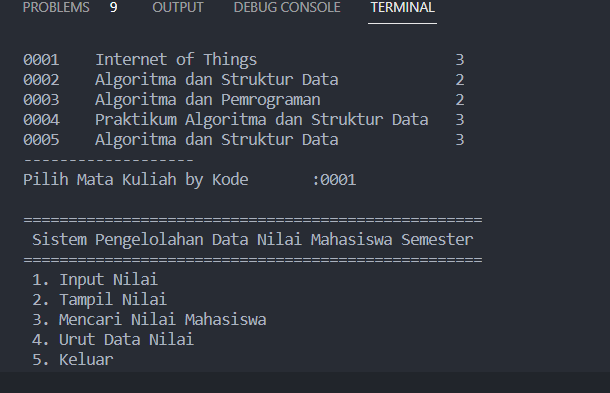 PROBLEMS 9 OUTPUT DEBUG CONSOLE TERMINAL
0001 Internet of Things 3
0002 Algoritma dan Struktur Data 2
0003 Algoritma dan Pemrograman 2
0004 Praktikum Algoritma dan Struktur Data 3
0005 Algoritma dan Struktur Data 3
-------------------
Pilih Mata Kuliah by Kode :0001
===================================================
Sistem Pengelolahan Data Nilai Mahasiswa Semester
===================================================
1. Input Nilai
2. Tampil Nilai
3. Mencari Nilai Mahasiswa
4. Urut Data Nilai
5. Keluar